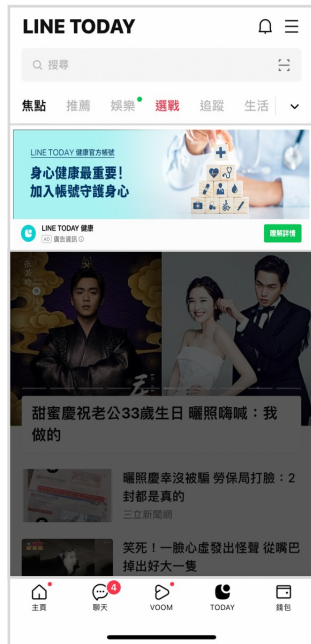 LINE TODAY
搜尋
焦點 推薦 娛樂 選戰 追蹤 生活
LINE TODAY 健康官方帳號
身心健康最重要！
加入帳號守護身心
LINE TODAY 健康
AD 廣告資訊
瞭解詳情
甜蜜慶祝老公33歲生日 曬照嗨喊：我
做的
曬照慶幸沒被騙 勞保局打臉：2
封都是真的
三立新聞網
笑死！一臉心虛發出怪聲 從嘴巴
掉出好大一隻
4
主頁 聊天 VOOM TODAY 錢包